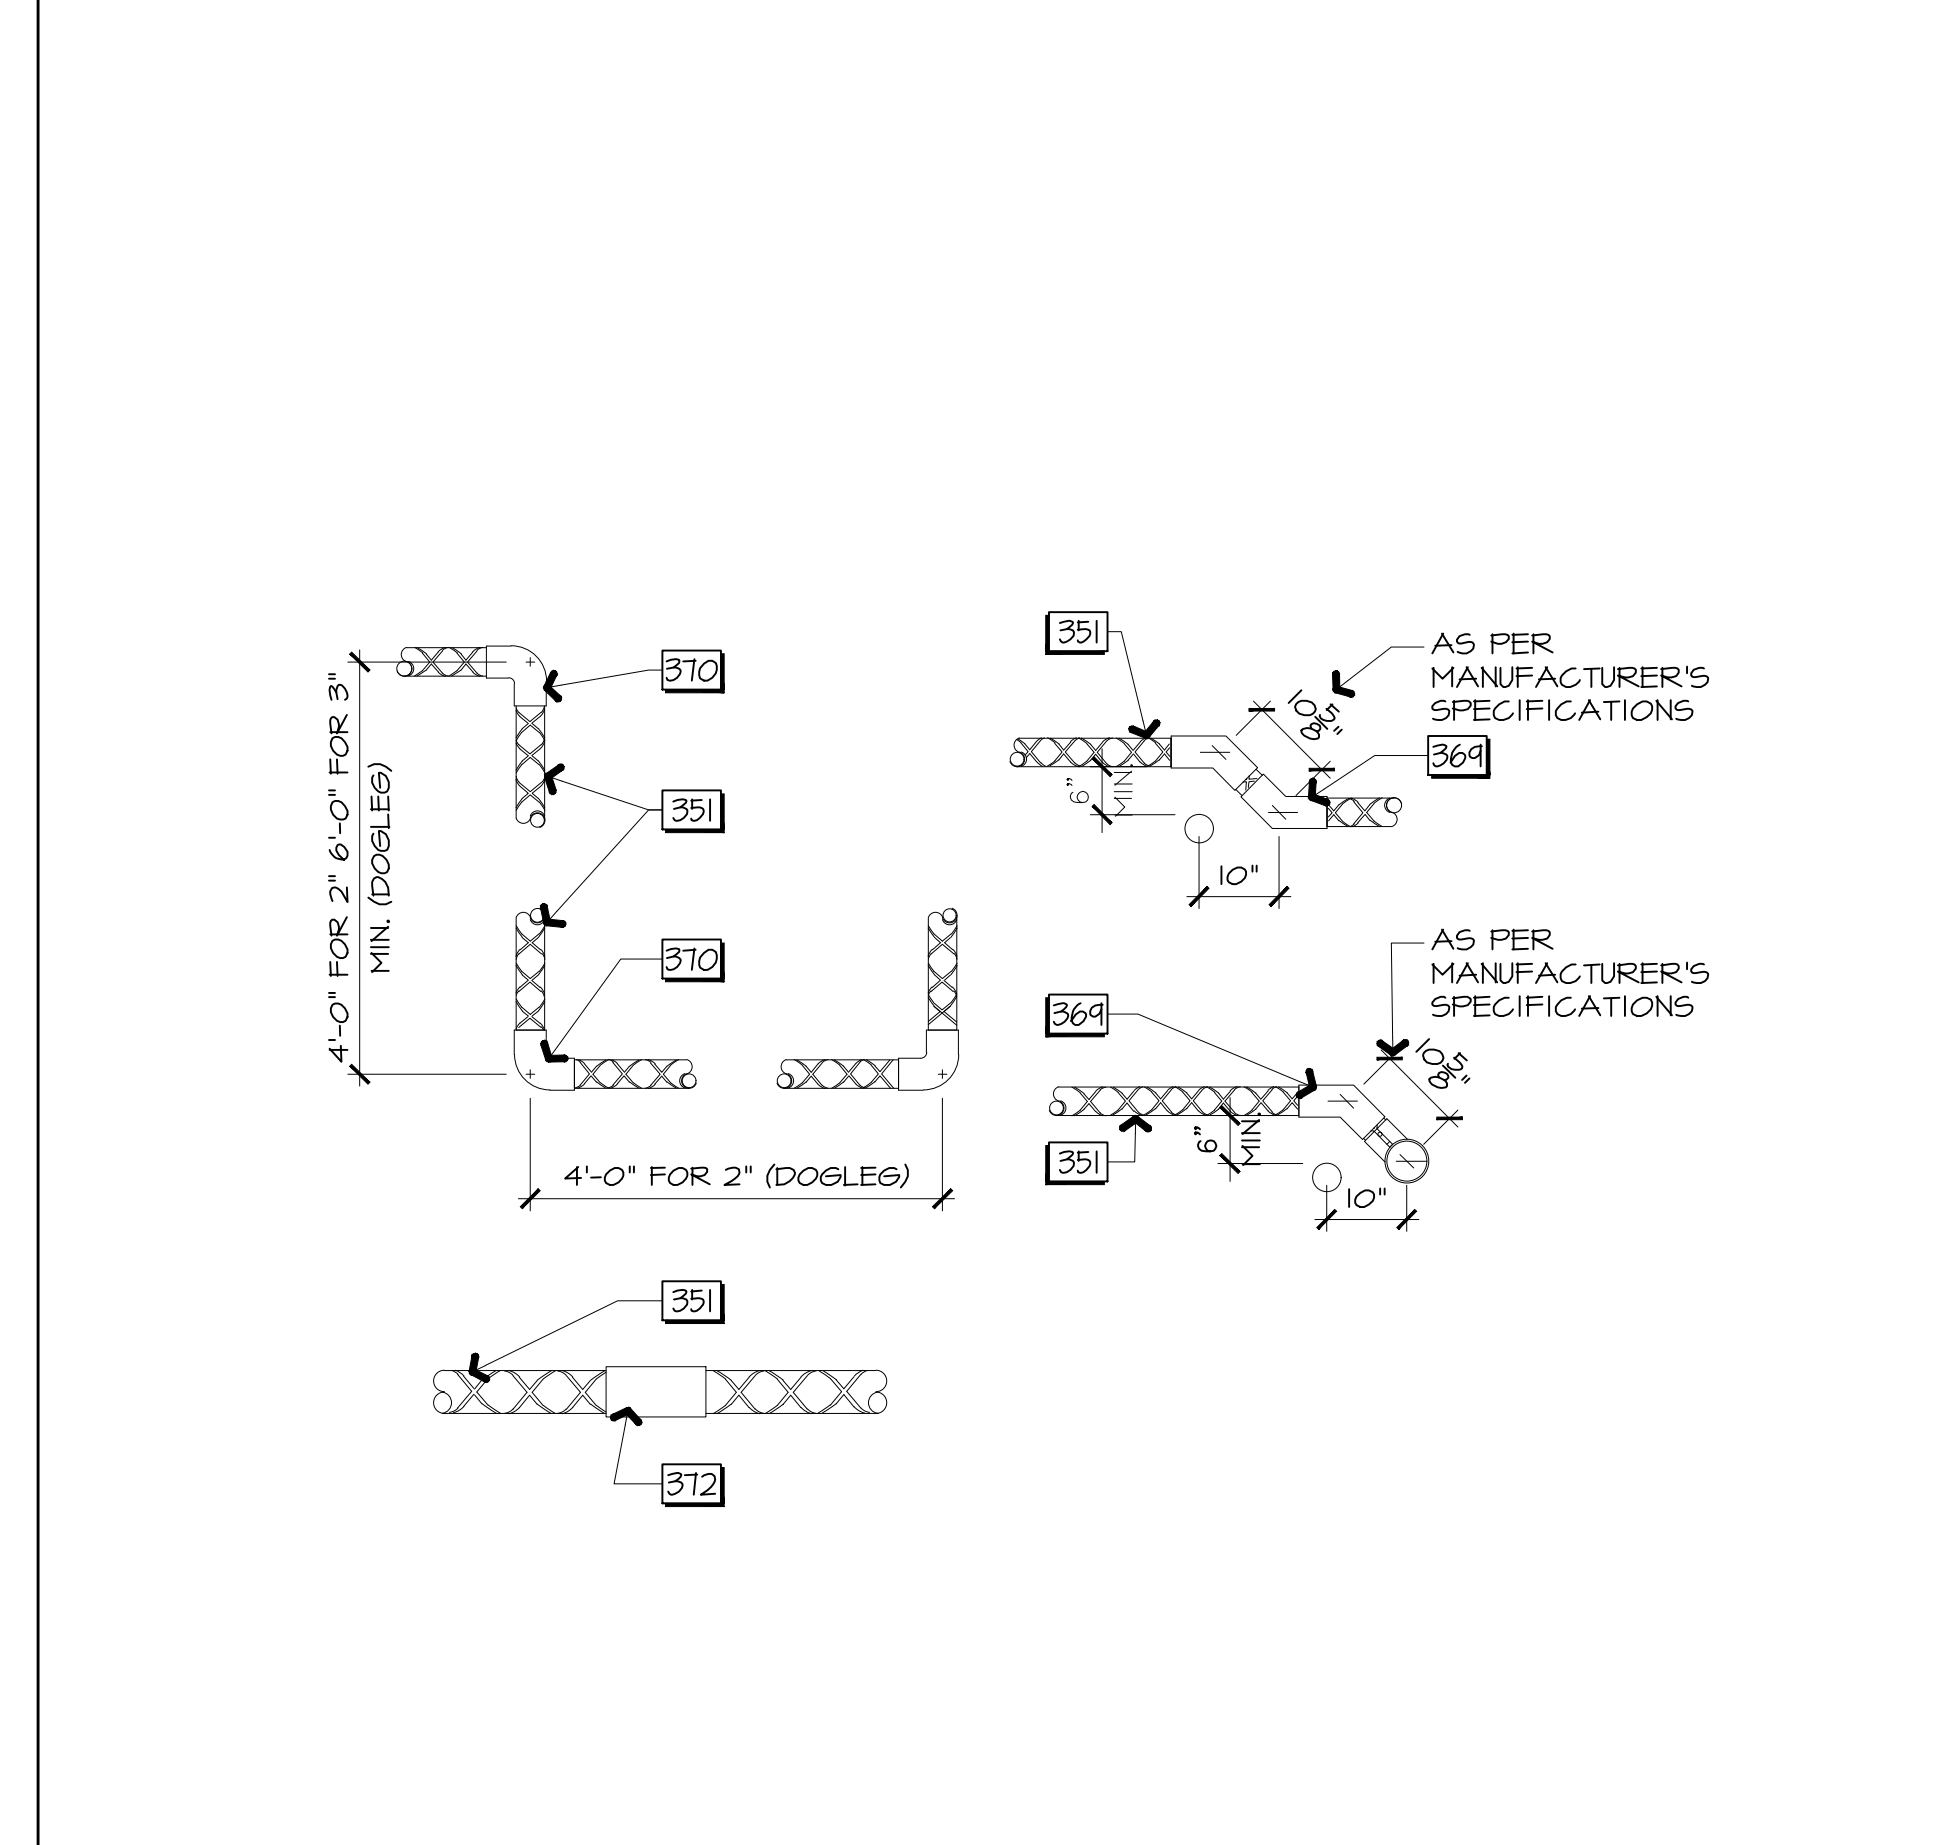 370
351
370
4'-0" FOR 2" 6'-0" FOR 3"
MIN. (DOGLEG)
4'-0" FOR 2" (DOGLEG)
351
372
351
AS PER
MANUFACTURER'S
SPECIFICATIONS
10 5/8"
369
6"
MIN.
10"
AS PER
MANUFACTURER'S
SPECIFICATIONS
369
10 5/8"
6"
MIN.
351
10"